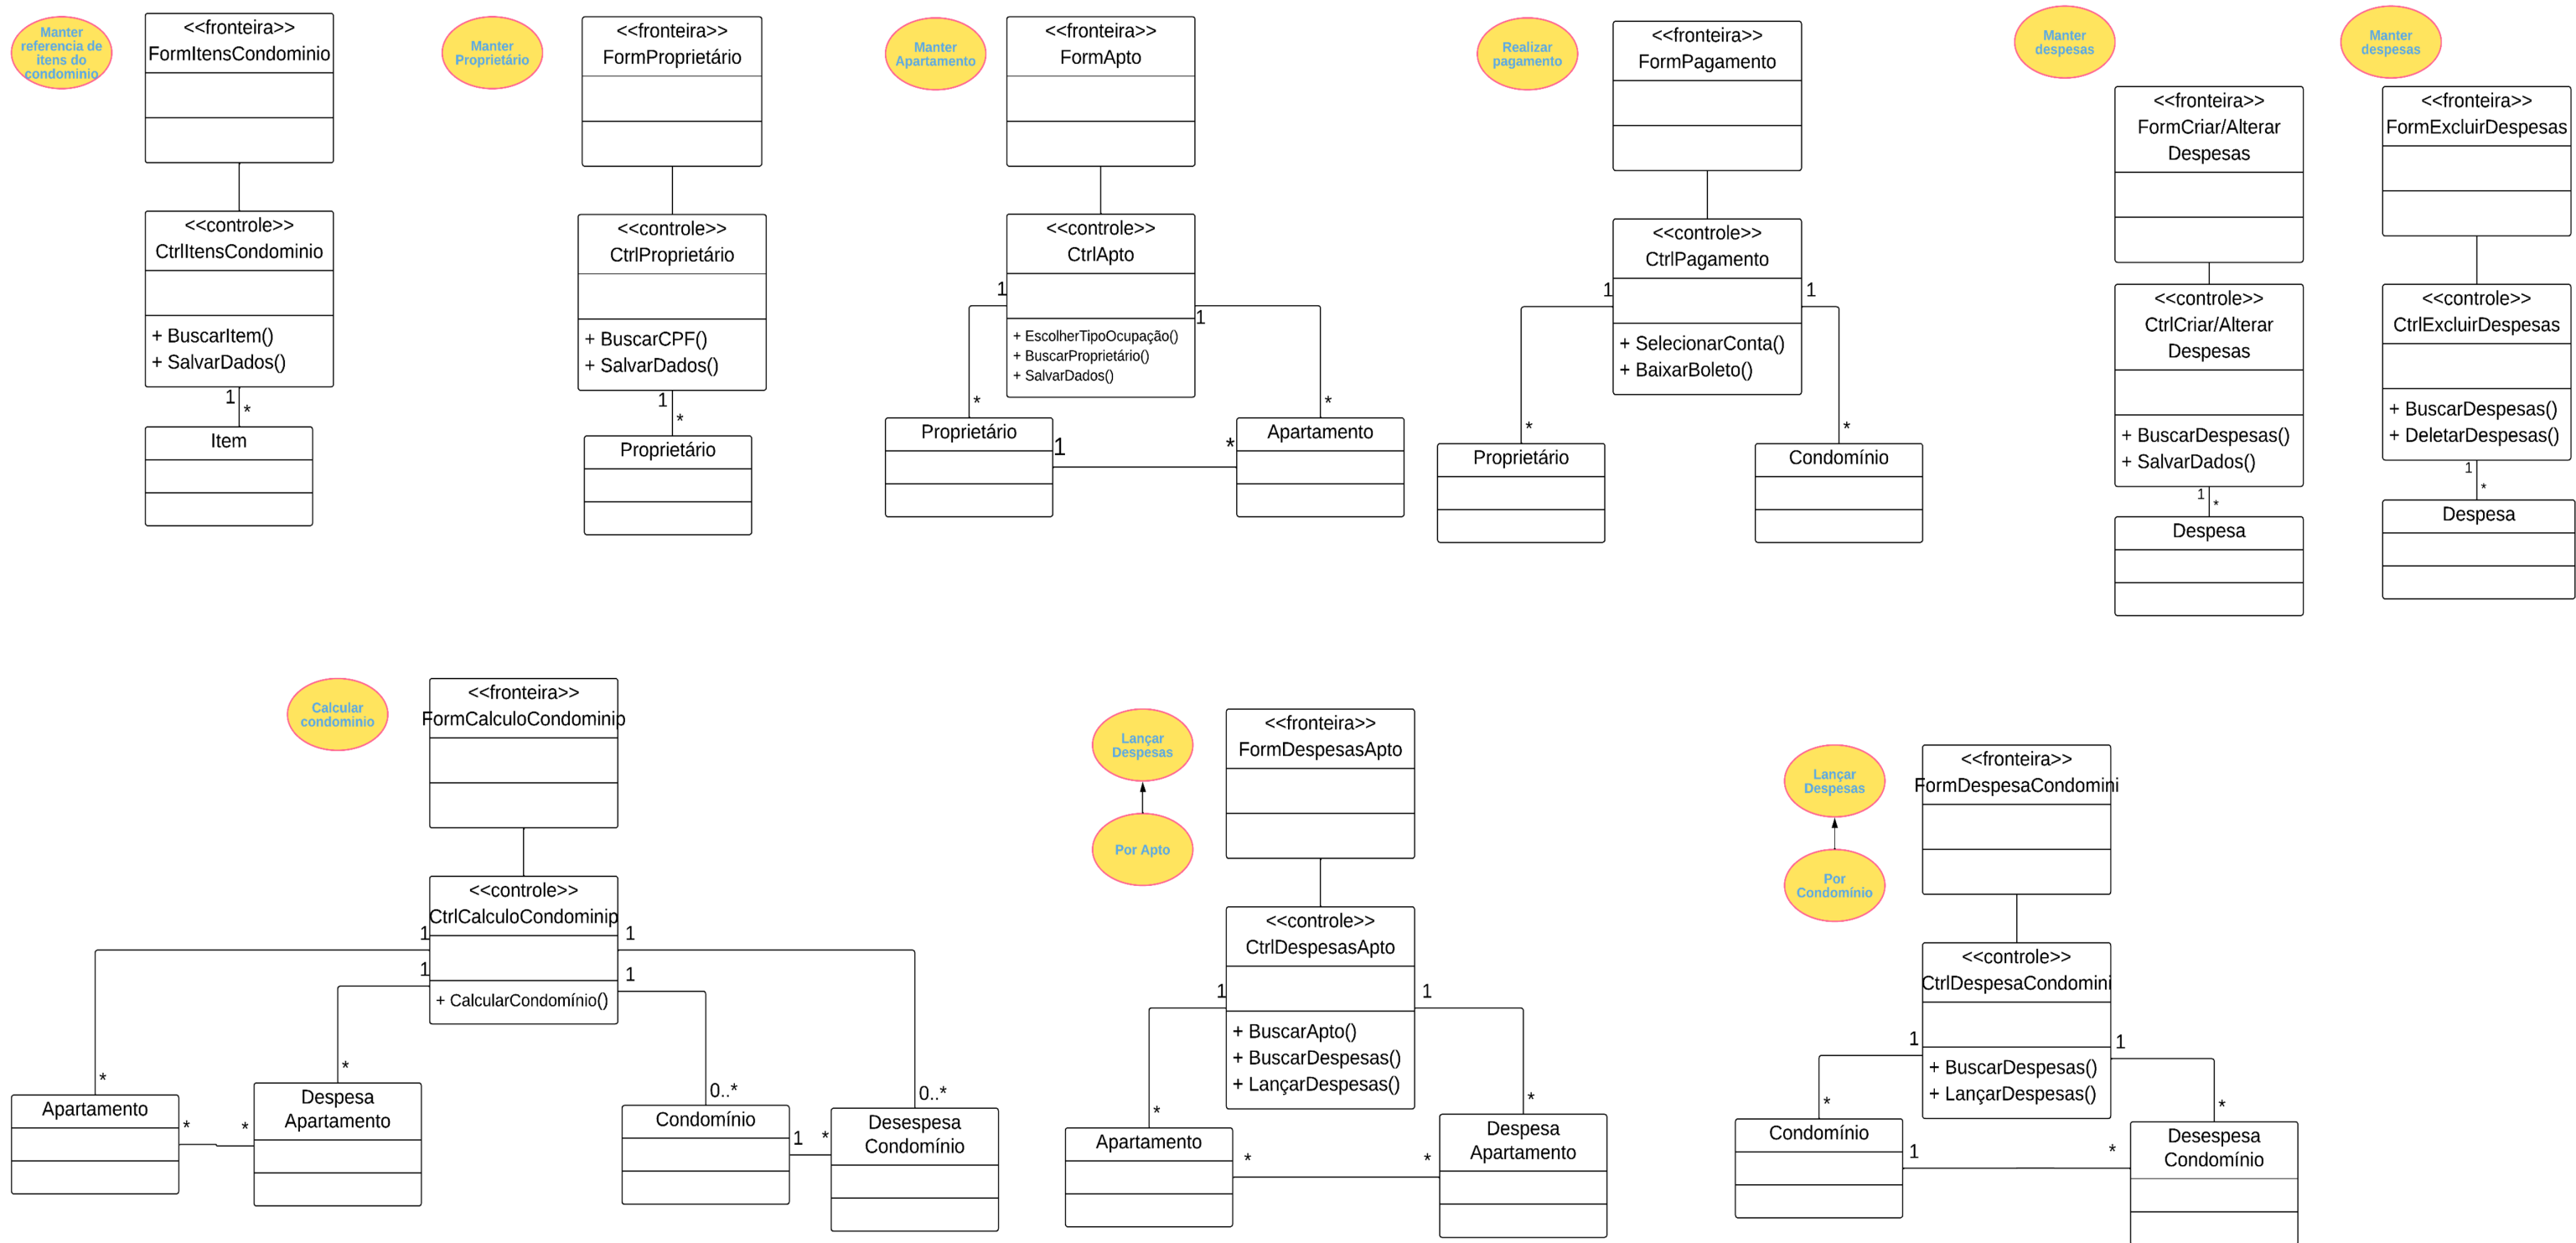 Manter
referencia de
itens do
condominio
<<fronteira>>
FormItensCondominio
<<controle>>
CtrlItensCondominio
+ BuscarItem()
+ SalvarDados()
1
*
Item
Manter
Proprietário
<<fronteira>>
FormProprietário
<<controle>>
CtrlProprietário
+ BuscarCPF()
+ SalvarDados()
1
*
Proprietário
Manter
Apartamento
<<fronteira>>
FormApto
<<controle>>
CtrlApto
1
1
+ EscolherTipoOcupação()
+ BuscarProprietário()
+ SalvarDados()
*
*
Proprietário
1
*
Apartamento
Realizar
pagamento
<<fronteira>>
FormPagamento
<<controle>>
CtrlPagamento
1
1
+ SelecionarConta()
+ BaixarBoleto()
*
*
Proprietário
Condomínio
Manter
despesas
<<fronteira>>
FormCriar/Alterar
Despesas
<<controle>>
CtrlCriar/Alterar
Despesas
+ BuscarDespesas()
+ SalvarDados()
1
*
Despesa
Manter
despesas
<<fronteira>>
FormExcluirDespesas
<<controle>>
CtrlExcluirDespesas
+ BuscarDespesas()
+ DeletarDespesas()
1
*
Despesa
Calcular
condominio
<<fronteira>>
FormCalculoCondominip
<<controle>>
CtrlCalculoCondominip
1
1
1
1
+ CalcularCondomínio()
*
*
0..*
0..*
Apartamento
*
*
Despesa
Apartamento
Condomínio
1
*
Desespesa
Condomínio
Lançar
Despesas
Por Apto
<<fronteira>>
FormDespesasApto
<<controle>>
CtrlDespesasApto
1
1
+ BuscarApto()
+ BuscarDespesas()
+ LançarDespesas()
*
*
Apartamento
*
*
Despesa
Apartamento
Lançar
Despesas
Por
Condomínio
<<fronteira>>
FormDespesaCondomini
<<controle>>
CtrlDespesaCondomini
1
1
+ BuscarDespesas()
+ LançarDespesas()
*
*
Condomínio
1
*
Desespesa
Condomínio